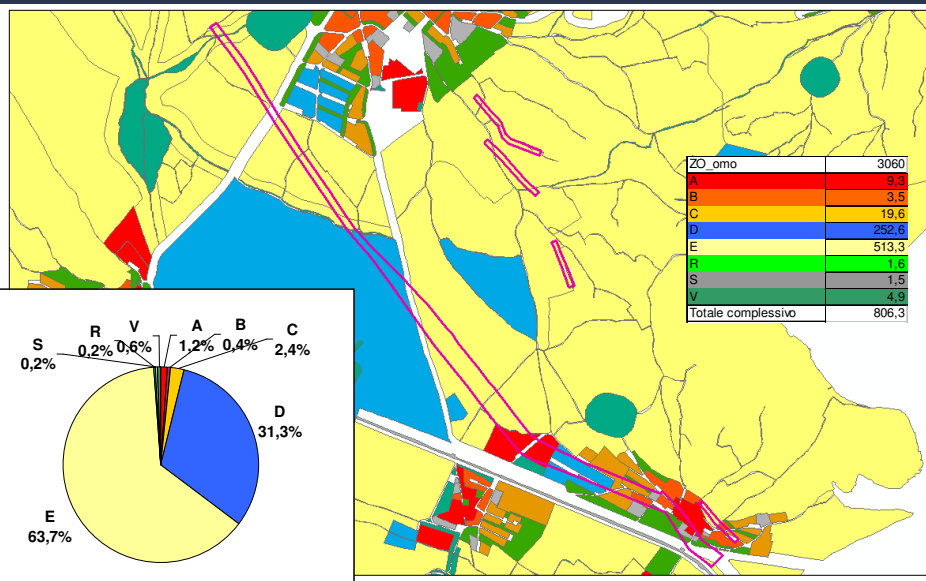 ZO_omo 3060
A 9,3
B 3,5
C 19,6
D 252,6
E 513,3
R 1,6
S 1,5
V 4,9
Totale complessivo 806,3
S
0,2%
R
0,2%
V
0,6%
A
1,2%
B
0,4%
C
2,4%
D
31,3%
E
63,7%